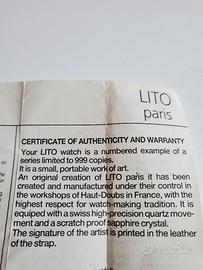 LITO
paris
CERTIFICATE OF AUTHENTICITY AND WARRANTY
Your LITO watch is a numbered example of a
series limited to 999 copies.
It is a small, portable work of art.
An original creation of LITO paris it has been
created and manufactured under their control in
the workshops of Haut-Doubs in France, with the
highest respect for watch-making tradition. It is
equipped with a swiss high-precision quartz move-
ment and a scratch proof sapphire crystal.
The signature of the artist is printed in the leather
of the strap.